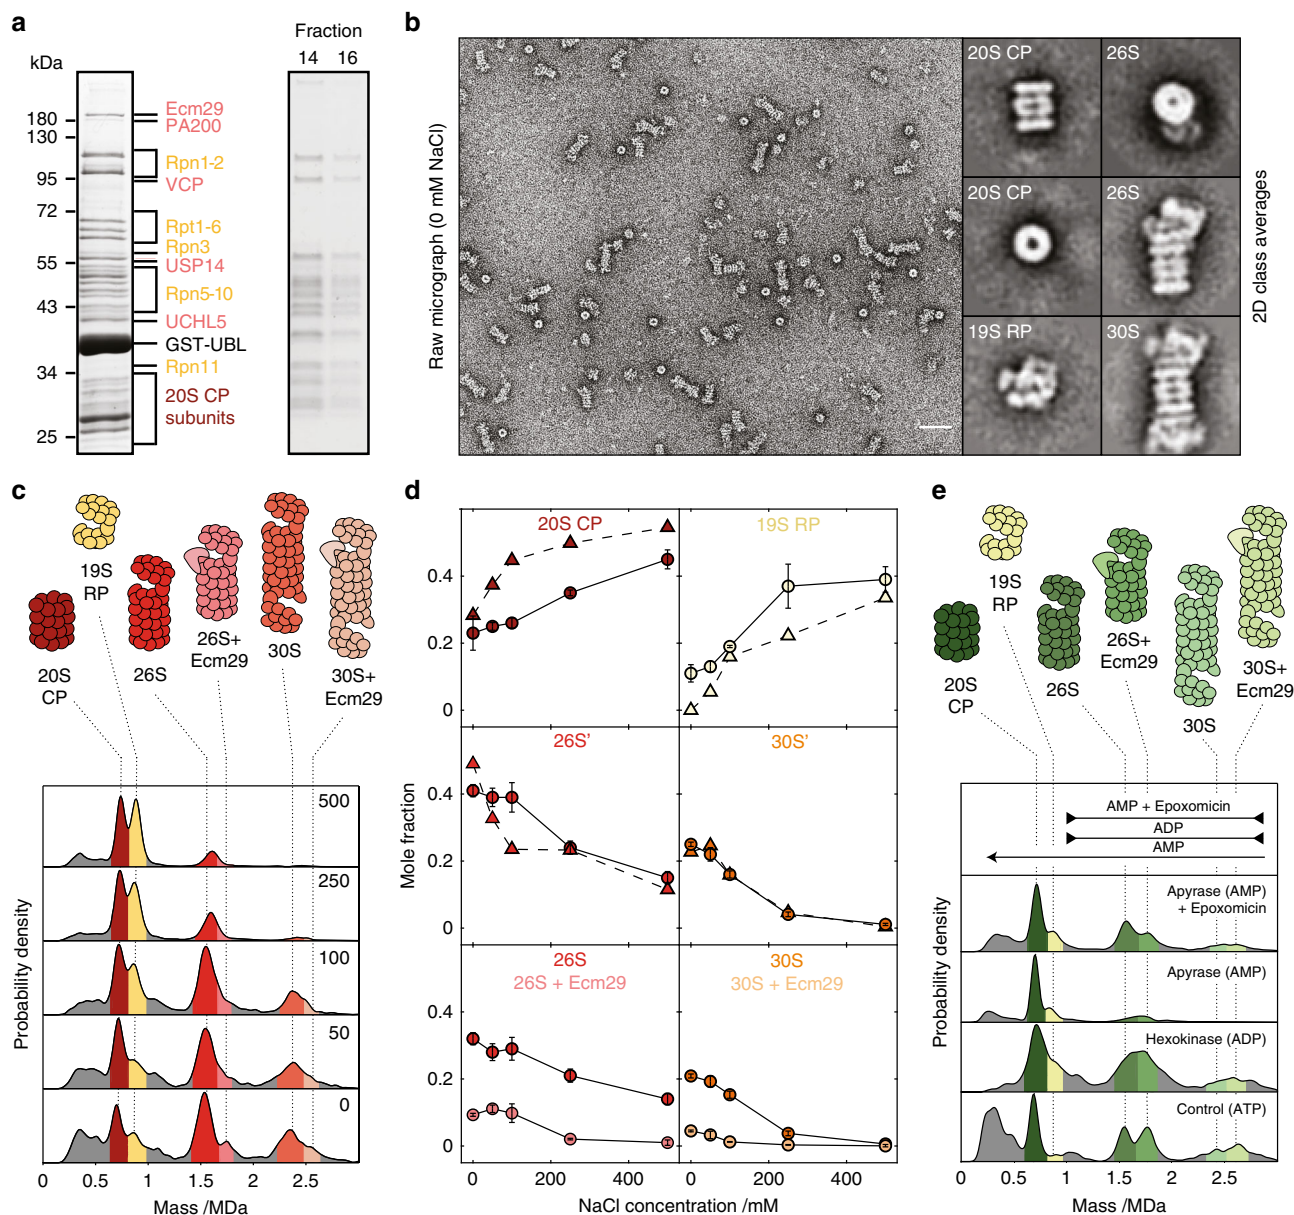 a
kDa
180
130
95
72
55
43
34
25
Ecm29
PA200
Rpn1-2
VCP
Rpt1-6
Rpn3
USP14
Rpn5-10
UCHL5
GST-UBL
Rpn11
20S CP
subunits
Fraction
14 16
b
Raw micrograph (0 mM NaCl)
20S CP
26S
20S CP
26S
19S RP
30S
2D class averages
c
20S
CP
19S
RP
26S
26S+
Ecm29
30S
30S+
Ecm29
Probability density
500
250
100
50
0
0 0.5 1 1.5 2 2.5
Mass /MDa
d
Mole fraction
20S CP
19S RP
0.4
0.2
0
26S'
30S'
0.4
0.2
0
26S
26S + Ecm29
30S
30S + Ecm29
0.4
0.2
0
0 200 400 0 200 400
NaCl concentration /mM
e
20S
CP
19S
RP
26S
26S+
Ecm29
30S
30S+
Ecm29
AMP + Epoxomicin
ADP
AMP
Probability density
Apyrase (AMP)
+ Epoxomicin
Apyrase (AMP)
Hexokinase (ADP)
Control (ATP)
0 0.5 1 1.5 2 2.5
Mass /MDa